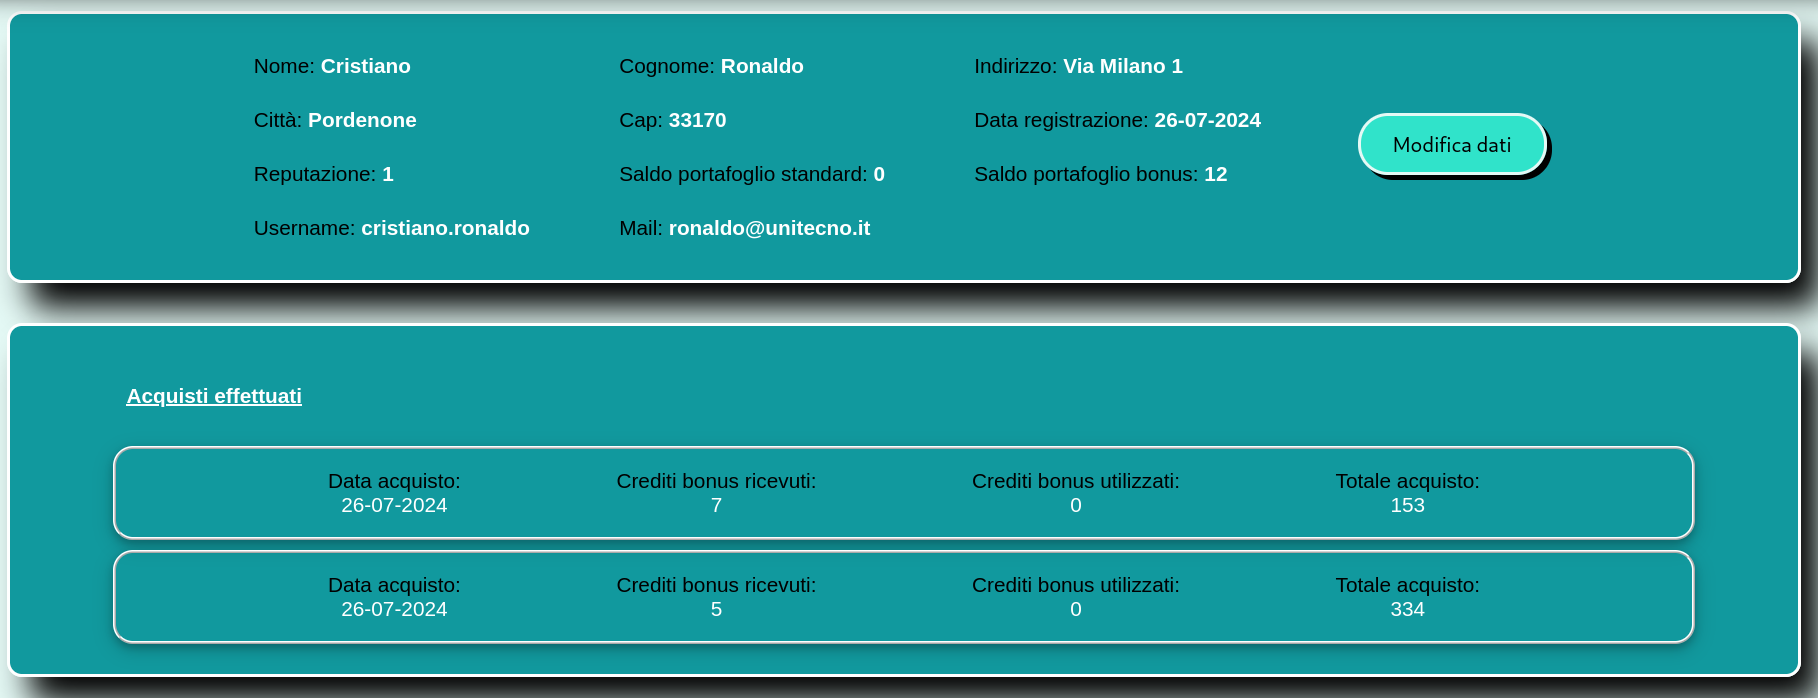 Nome: Cristiano Cognome: Ronaldo Indirizzo: Via Milano 1
Città: Pordenone Cap: 33170 Data registrazione: 26-07-2024
Modifica dati
Reputazione: 1 Saldo portafoglio standard: 0 Saldo portafoglio bonus: 12
Username: cristiano.ronaldo Mail: ronaldo@unitecno.it
Acquisti effettuati
Data acquisto: Crediti bonus ricevuti: Crediti bonus utilizzati: Totale acquisto:
26-07-2024 7 0 153
Data acquisto: Crediti bonus ricevuti: Crediti bonus utilizzati: Totale acquisto:
26-07-2024 5 0 334